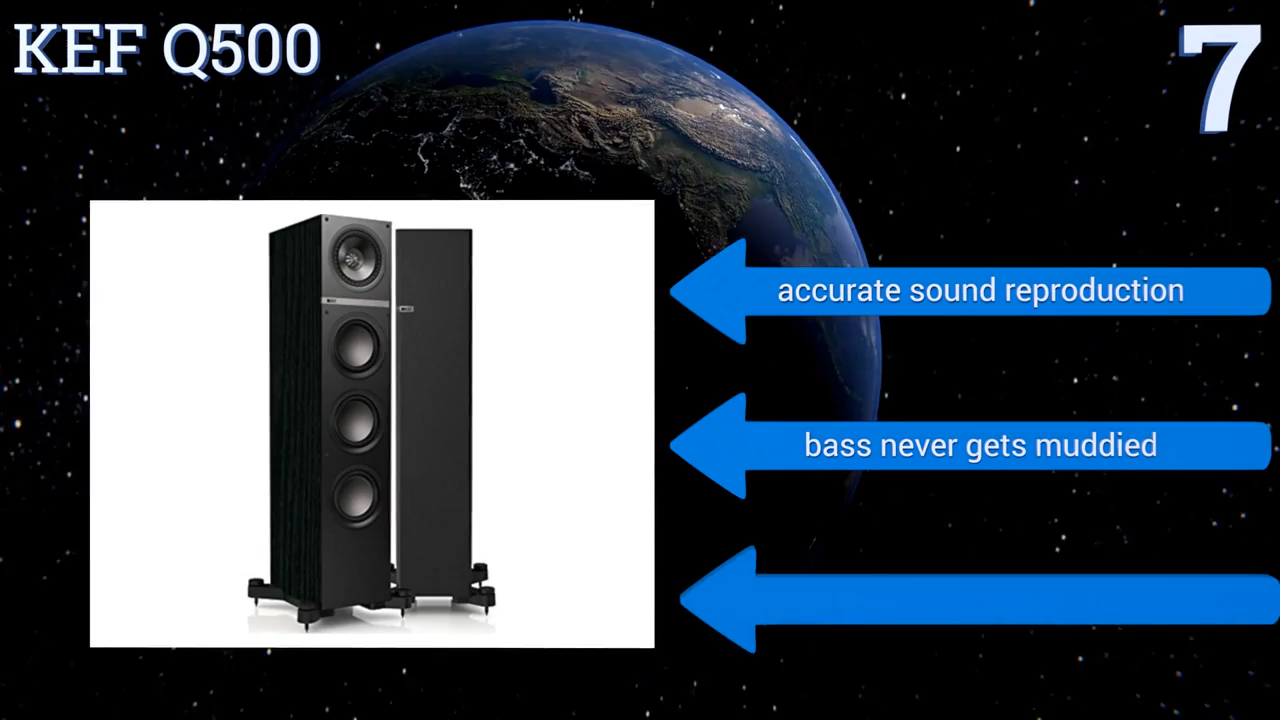 KEF Q500
7
accurate sound reproduction
bass never gets muddied